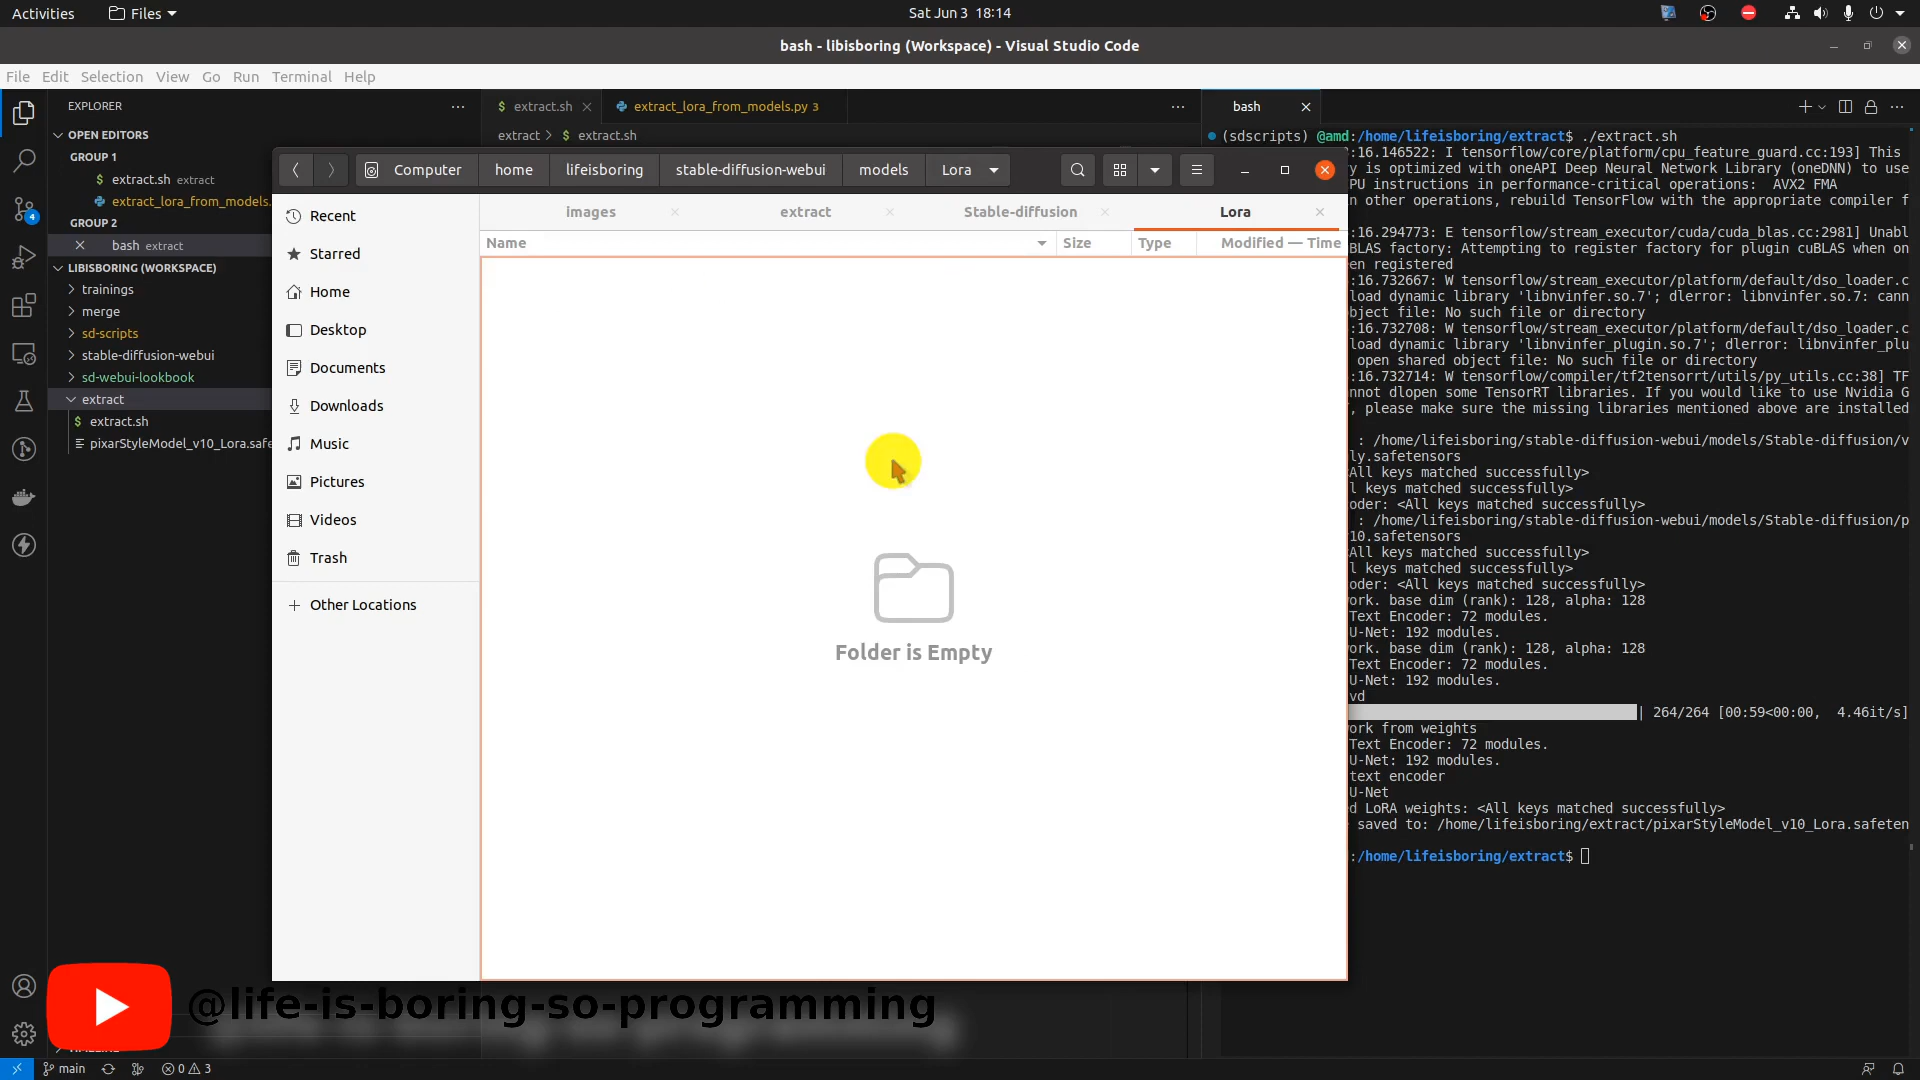 Activities
Files
Sat Jun 3 18:14
bash - libisboring (Workspace) - Visual Studio Code
File Edit Selection View Go Run Terminal Help
EXPLORER
OPEN EDITORS
GROUP 1
$ extract.sh extract
extract_lora_from_models.
GROUP 2
bash extract
LIBISBORING (WORKSPACE)
trainings
merge
sd-scripts
stable-diffusion-webui
sd-webui-lookbook
extract
$ extract.sh
pixarStyleModel_v10_Lora.safe
4
$ extract.sh
extract_lora_from_models.py 3
extract > $ extract.sh
Computer home lifeisboring stable-diffusion-webui models Lora
Recent
Starred
Home
Desktop
Documents
Downloads
Music
Pictures
Videos
Trash
Other Locations
images extract Stable-diffusion Lora
Name Size Type Modified — Time
Folder is Empty
bash
(sdscripts) @amd:/home/lifeisboring/extract$ ./extract.sh
:16.146522: I tensorflow/core/platform/cpu_feature_guard.cc:193] This
y is optimized with oneAPI Deep Neural Network Library (oneDNN) to use
PU instructions in performance-critical operations: AVX2 FMA
n other operations, rebuild TensorFlow with the appropriate compiler f
:16.294773: E tensorflow/stream_executor/cuda/cuda_blas.cc:2981] Unabl
BLAS factory: Attempting to register factory for plugin cuBLAS when on
en registered
:16.732667: W tensorflow/stream_executor/platform/default/dso_loader.c
load dynamic library 'libnvinfer.so.7'; dlerror: libnvinfer.so.7: cann
bject file: No such file or directory
:16.732708: W tensorflow/stream_executor/platform/default/dso_loader.c
load dynamic library 'libnvinfer_plugin.so.7'; dlerror: libnvinfer_plu
open shared object file: No such file or directory
:16.732714: W tensorflow/compiler/tf2tensorrt/utils/py_utils.cc:38] TF
nnot dlopen some TensorRT libraries. If you would like to use Nvidia G
, please make sure the missing libraries mentioned above are installed
: /home/lifeisboring/stable-diffusion-webui/models/Stable-diffusion/v
ly.safetensors
All keys matched successfully>
l keys matched successfully>
oder: <All keys matched successfully>
: /home/lifeisboring/stable-diffusion-webui/models/Stable-diffusion/p
10.safetensors
All keys matched successfully>
l keys matched successfully>
oder: <All keys matched successfully>
ork. base dim (rank): 128, alpha: 128
Text Encoder: 72 modules.
U-Net: 192 modules.
ork. base dim (rank): 128, alpha: 128
Text Encoder: 72 modules.
U-Net: 192 modules.
vd
| 264/264 [00:59<00:00, 4.46it/s]
ork from weights
Text Encoder: 72 modules.
U-Net: 192 modules.
text encoder
U-Net
d LoRA weights: <All keys matched successfully>
saved to: /home/lifeisboring/extract/pixarStyleModel_v10_Lora.safeten
:/home/lifeisboring/extract$
@life-is-boring-so-programming
main
0
3